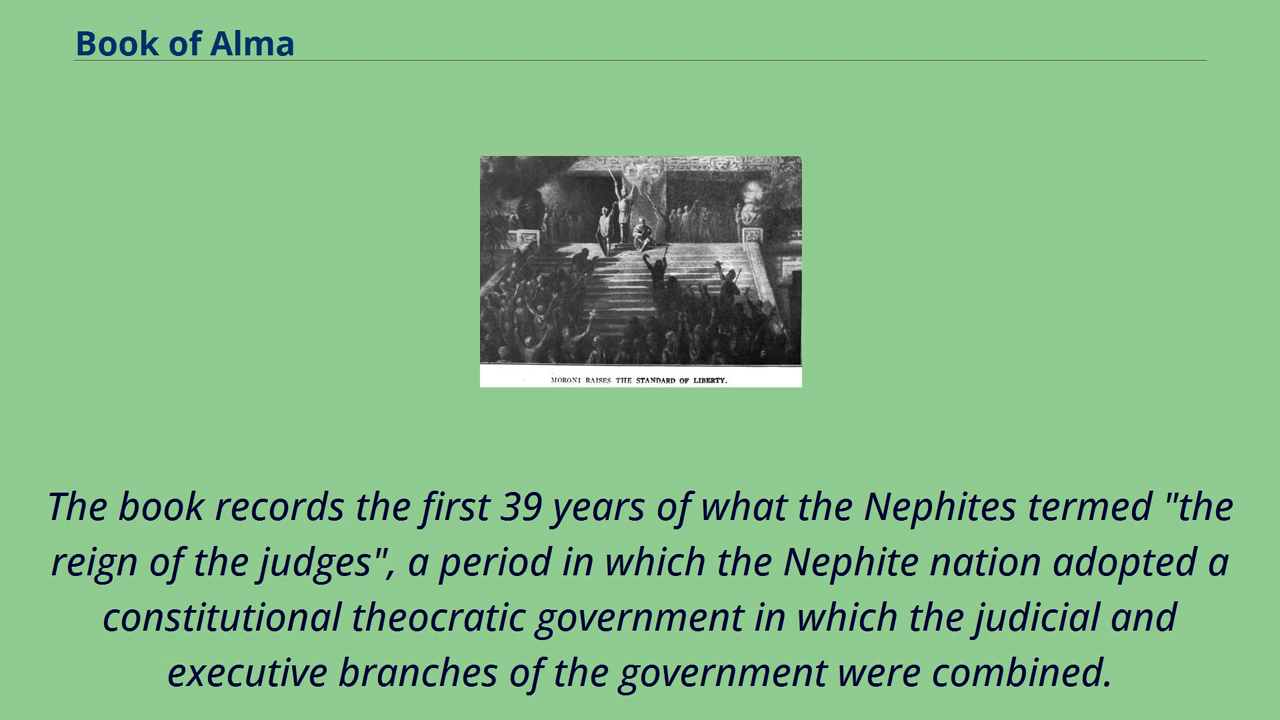 Book of Alma
MORONI RAISES THE STANDARD OF LIBERTY.
The book records the first 39 years of what the Nephites termed "the
reign of the judges", a period in which the Nephite nation adopted a
constitutional theocratic government in which the judicial and
executive branches of the government were combined.